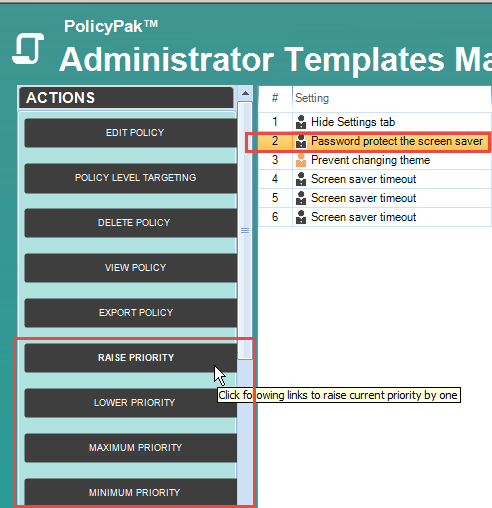 PolicyPak™
Administrator Templates Ma
ACTIONS
EDIT POLICY
POLICY LEVEL TARGETING
DELETE POLICY
VIEW POLICY
EXPORT POLICY
RAISE PRIORITY
LOWER PRIORITY
MAXIMUM PRIORITY
MINIMUM PRIORITY
# Setting
1 Hide Settings tab
2 Password protect the screen saver
3 Prevent changing theme
4 Screen saver timeout
5 Screen saver timeout
6 Screen saver timeout
Click following links to raise current priority by one